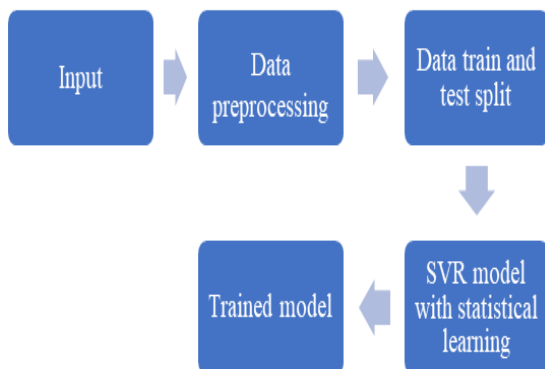 Input
Data
preprocessing
Data train and
test split
SVR model
with statistical
learning
Trained model